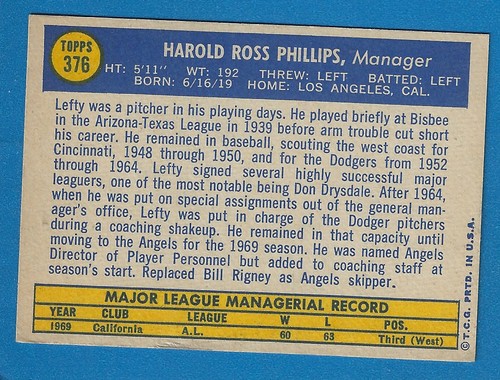 TOPPS
376
HAROLD ROSS PHILLIPS, Manager
HT: 5'11" WT: 192 THREW: LEFT BATTED: LEFT
BORN: 6/16/19 HOME: LOS ANGELES, CAL.
Lefty was a pitcher in his playing days. He played briefly at Bisbee
in the Arizona-Texas League in 1939 before arm trouble cut short
his career. He remained in baseball, scouting the west coast for
Cincinnati, 1948 through 1950, and for the Dodgers from 1952
through 1964. Lefty signed several highly successful major
leaguers, one of the most notable being Don Drysdale. After 1964,
when he was put on special assignments out of the general man-
ager's office, Lefty was put in charge of the Dodger pitchers
during a coaching shakeup. He remained in that capacity until
moving to the Angels for the 1969 season. He was named Angels
Director of Player Personnel but added to coaching staff at
season's start. Replaced Bill Rigney as Angels skipper.
MAJOR LEAGUE MANAGERIAL RECORD
YEAR CLUB LEAGUE W L POS.
1969 California A.L. 60 63 Third (West)
©T.C.G. PRTD. IN U.S.A.